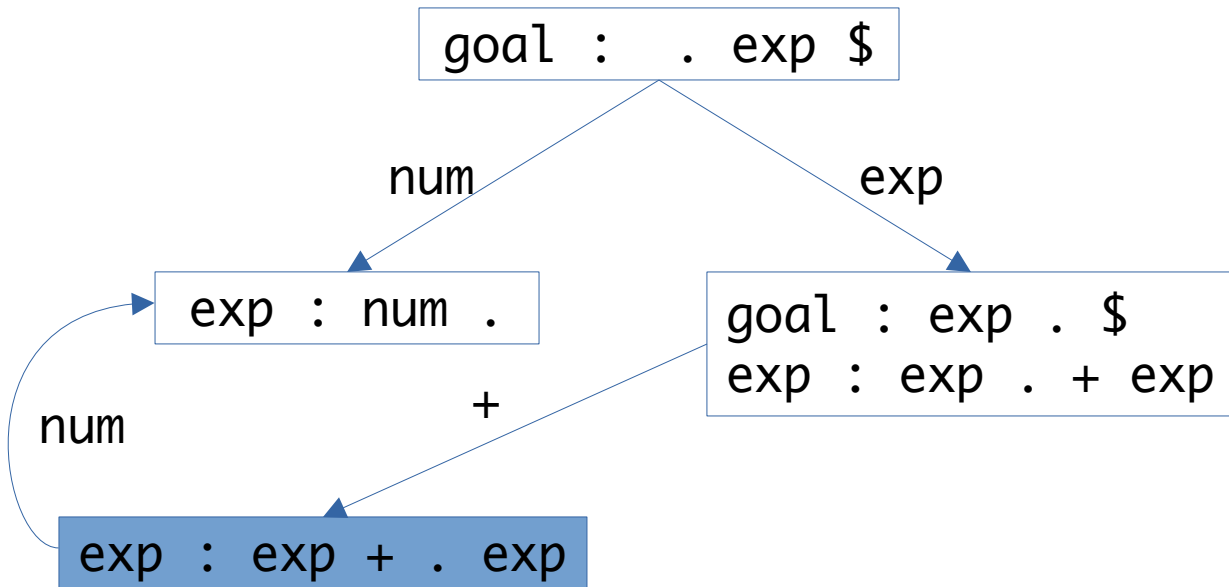 goal :  . exp $
num
exp
exp : num .
goal : exp . $
exp : exp . + exp
+
num
exp : exp + . exp